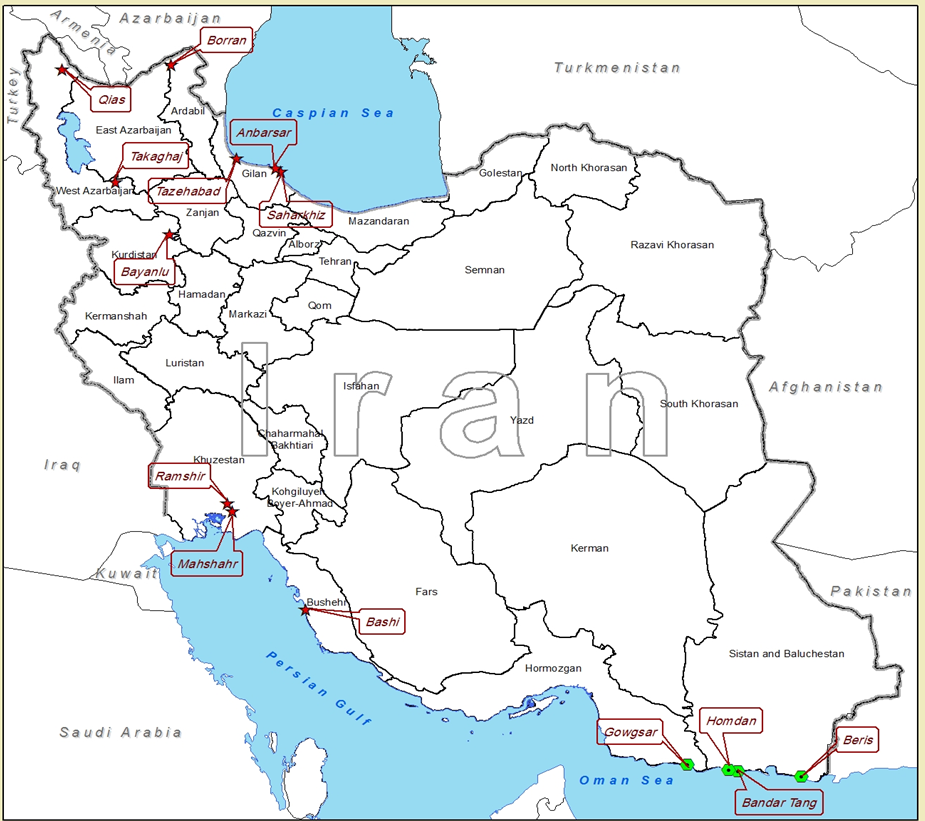 Azarbaijan
Armenia
Borran
Turkmenistan
Turkey
Qias
Ardabil
Caspian Sea
East Azarbaijan
Anbarsar
Takaghaj
Golestan
North Khorasan
Gilan
West Azarbaijan
Tazehabad
Zanjan
Saharkhiz
Mazandaran
Qazvin
Alborz
Razavi Khorasan
Kurdistan
Tehran
Bayanlu
Semnan
Hamadan
Qom
Kermanshah
Markazi
Iran
Luristan
Ilam
Isfahan
Afghanistan
South Khorasan
Yazd
Chaharmahal
Bakhtiari
Iraq
Khuzestan
Ramshir
Kohgiluyeh
Boyer-Ahmad
Kerman
Mahshahr
Kuwait
Pakistan
Fars
Bushehr
Bashi
Sistan and Baluchestan
Hormozgan
Persian Gulf
Saudi Arabia
Gowgsar
Homdan
Beris
Oman Sea
Bandar Tang